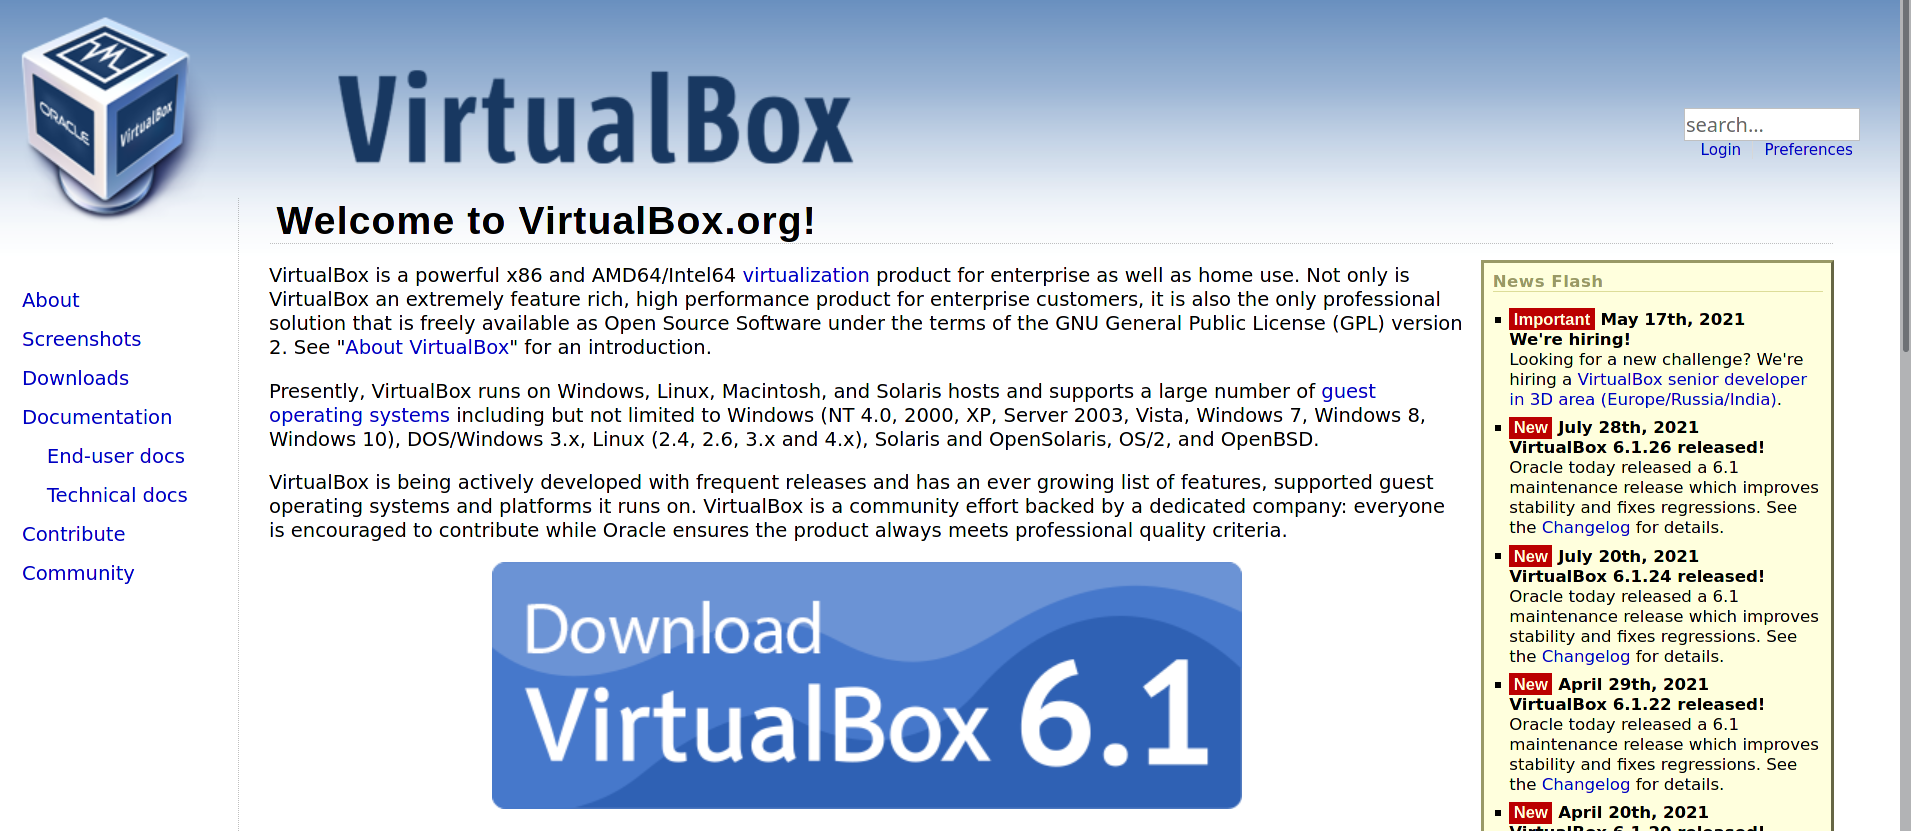 ORACLE
VirtualBox
VirtualBox
search...
Login Preferences
Welcome to VirtualBox.org!
About
Screenshots
Downloads
Documentation
End-user docs
Technical docs
Contribute
Community
VirtualBox is a powerful x86 and AMD64/Intel64 virtualization product for enterprise as well as home use. Not only is
VirtualBox an extremely feature rich, high performance product for enterprise customers, it is also the only professional
solution that is freely available as Open Source Software under the terms of the GNU General Public License (GPL) version
2. See "About VirtualBox" for an introduction.
Presently, VirtualBox runs on Windows, Linux, Macintosh, and Solaris hosts and supports a large number of guest
operating systems including but not limited to Windows (NT 4.0, 2000, XP, Server 2003, Vista, Windows 7, Windows 8,
Windows 10), DOS/Windows 3.x, Linux (2.4, 2.6, 3.x and 4.x), Solaris and OpenSolaris, OS/2, and OpenBSD.
VirtualBox is being actively developed with frequent releases and has an ever growing list of features, supported guest
operating systems and platforms it runs on. VirtualBox is a community effort backed by a dedicated company: everyone
is encouraged to contribute while Oracle ensures the product always meets professional quality criteria.
Download
VirtualBox 6.1
News Flash
Important May 17th, 2021
We're hiring!
Looking for a new challenge? We're
hiring a VirtualBox senior developer
in 3D area (Europe/Russia/India).
New July 28th, 2021
VirtualBox 6.1.26 released!
Oracle today released a 6.1
maintenance release which improves
stability and fixes regressions. See
the Changelog for details.
New July 20th, 2021
VirtualBox 6.1.24 released!
Oracle today released a 6.1
maintenance release which improves
stability and fixes regressions. See
the Changelog for details.
New April 29th, 2021
VirtualBox 6.1.22 released!
Oracle today released a 6.1
maintenance release which improves
stability and fixes regressions. See
the Changelog for details.
New April 20th, 2021
VirtualBox 6.1.20 released!